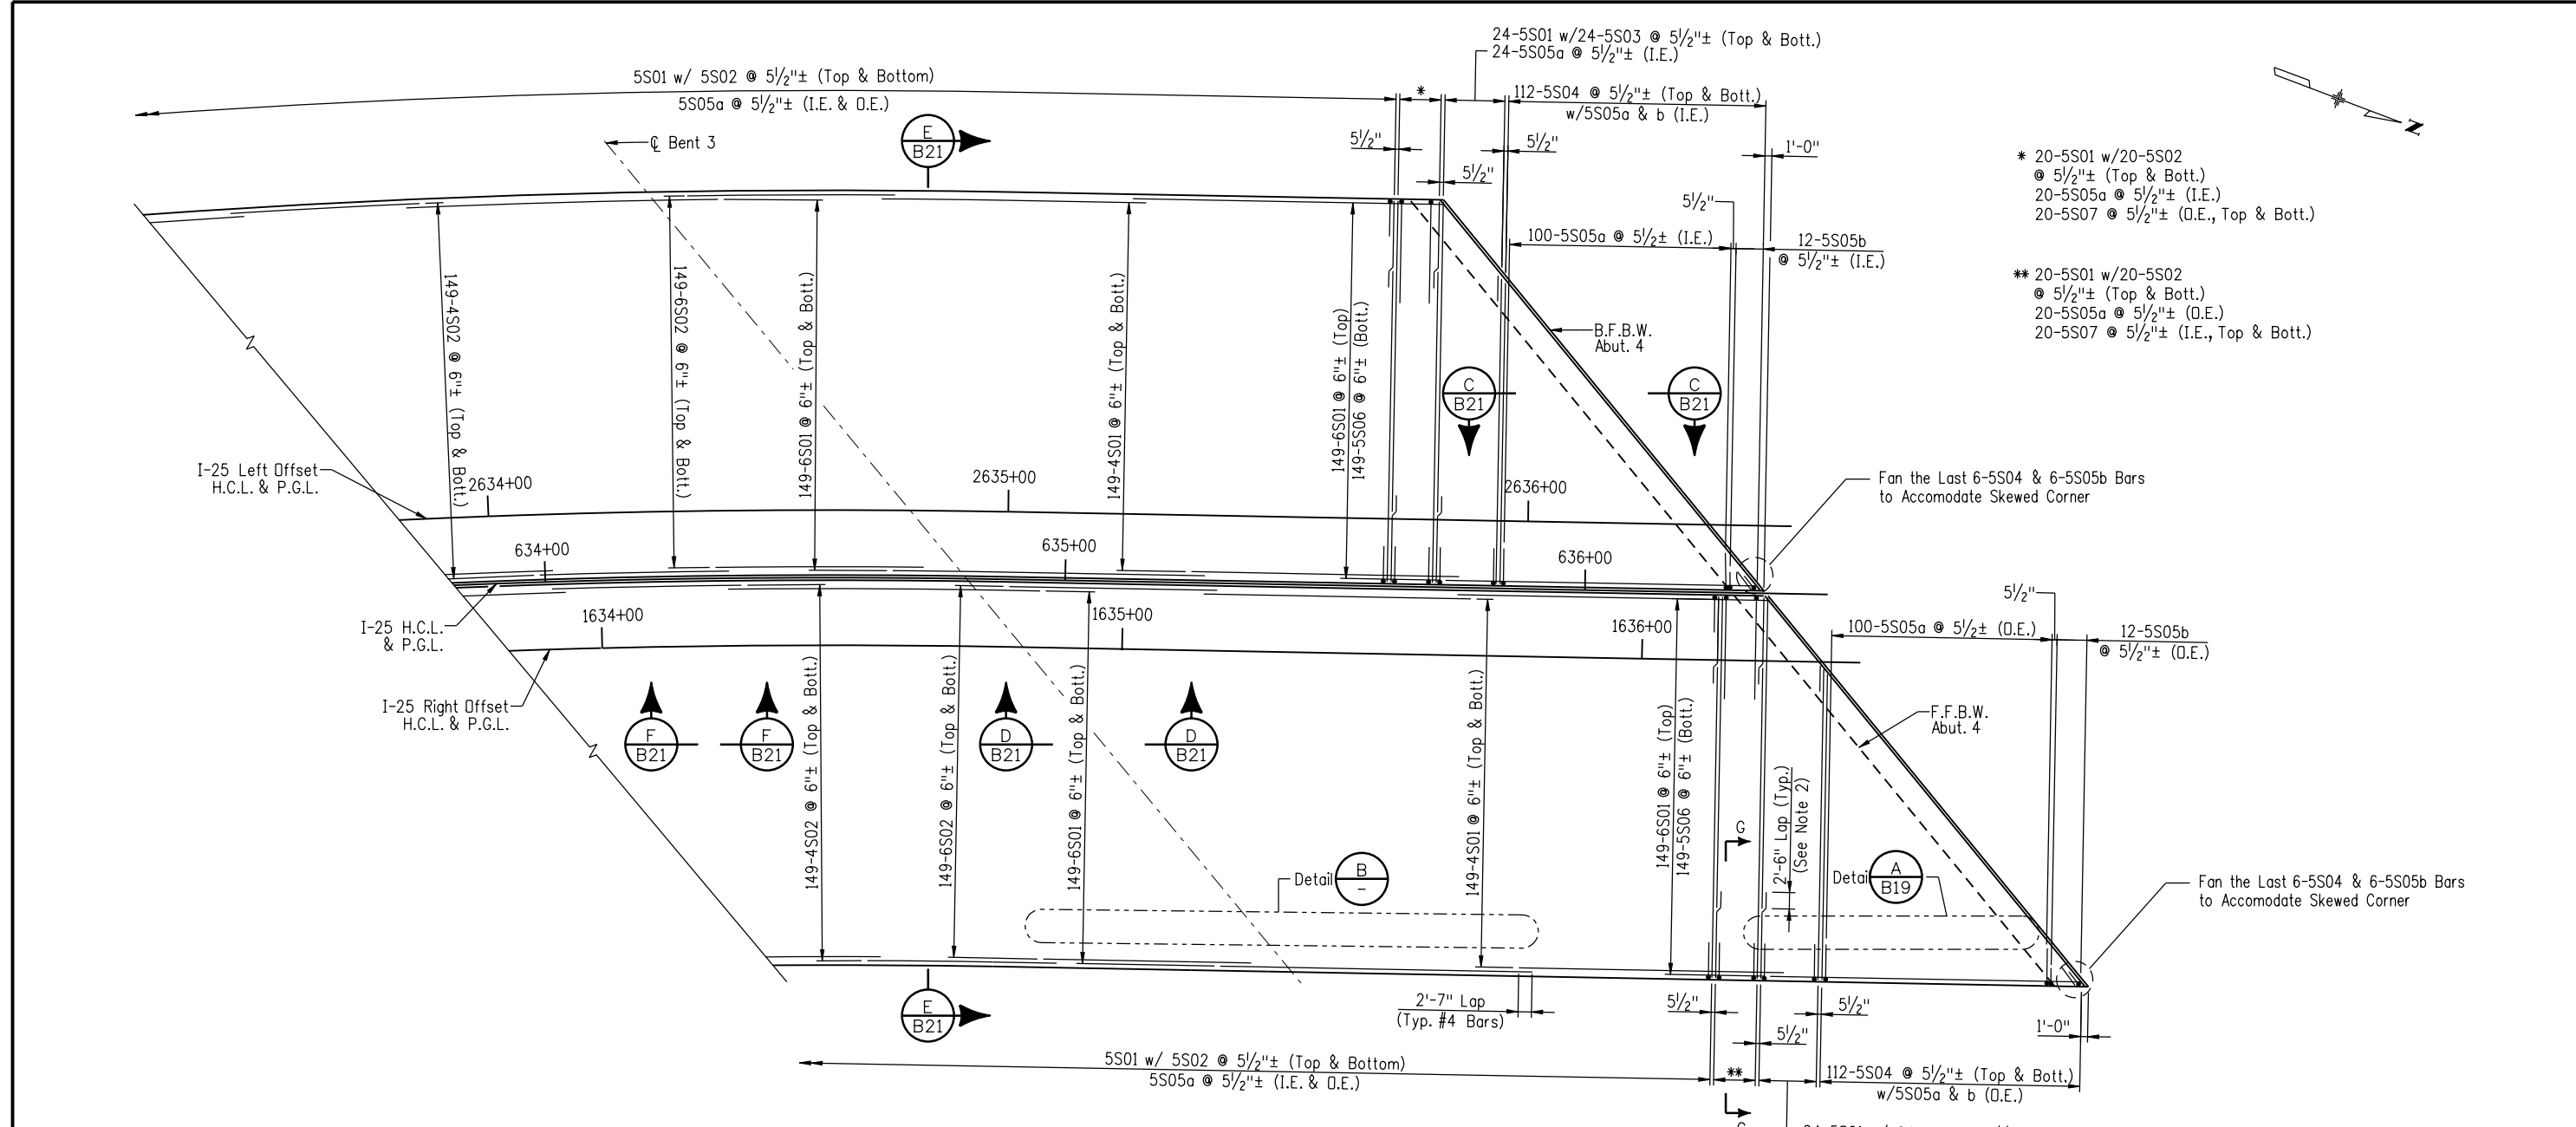 24-5S01 w/24-5S03 @ 5½"± (Top & Bott.)
24-5S05a @ 5½"± (I.E.)
5S01 w/ 5S02 @ 5½"± (Top & Bottom)
5S05a @ 5½"± (I.E. & O.E.)
*
112-5S04 @ 5½"± (Top & Bott.)
w/5S05a & b (I.E.)
N
E
B21
℄ Bent 3
5½"
5½"
1'-0"
5½"
5½"
* 20-5S01 w/20-5S02
@ 5½"± (Top & Bott.)
20-5S05a @ 5½"± (I.E.)
20-5S07 @ 5½"± (O.E., Top & Bott.)
100-5S05a @ 5½± (I.E.)
12-5S05b
@ 5½"± (I.E.)
** 20-5S01 w/20-5S02
@ 5½"± (Top & Bott.)
20-5S05a @ 5½"± (O.E.)
20-5S07 @ 5½"± (I.E., Top & Bott.)
149-4S02 @ 6"± (Top & Bott.)
149-6S02 @ 6"± (Top & Bott.)
149-6S01 @ 6"± (Top & Bott.)
149-4S01 @ 6"± (Top & Bott.)
149-6S01 @ 6"± (Top)
149-5S06 @ 6"± (Bott.)
B.F.B.W.
Abut. 4
C
B21
C
B21
I-25 Left Offset
H.C.L. & P.G.L.
2634+00
2635+00
2636+00
Fan the Last 6-5S04 & 6-5S05b Bars
to Accomodate Skewed Corner
634+00
635+00
636+00
I-25 H.C.L.
& P.G.L.
1634+00
1635+00
1636+00
5½"
100-5S05a @ 5½± (O.E.)
12-5S05b
@ 5½"± (O.E.)
I-25 Right Offset
H.C.L. & P.G.L.
F
B21
F
B21
D
B21
D
B21
149-4S02 @ 6"± (Top & Bott.)
149-6S02 @ 6"± (Top & Bott.)
149-6S01 @ 6"± (Top & Bott.)
149-4S01 @ 6"± (Top & Bott.)
149-6S01 @ 6"± (Top)
149-5S06 @ 6"± (Bott.)
2'-6" Lap (Typ.)
(See Note 2)
F.F.B.W.
Abut. 4
G
Detail
B
-
Detai
A
B19
Fan the Last 6-5S04 & 6-5S05b Bars
to Accomodate Skewed Corner
E
B21
2'-7" Lap
(Typ. #4 Bars)
5½"
5½"
5½"
1'-0"
5S01 w/ 5S02 @ 5½"± (Top & Bottom)
5S05a @ 5½"± (I.E. & O.E.)
**
112-5S04 @ 5½"± (Top & Bott.)
w/5S05a & b (O.E.)